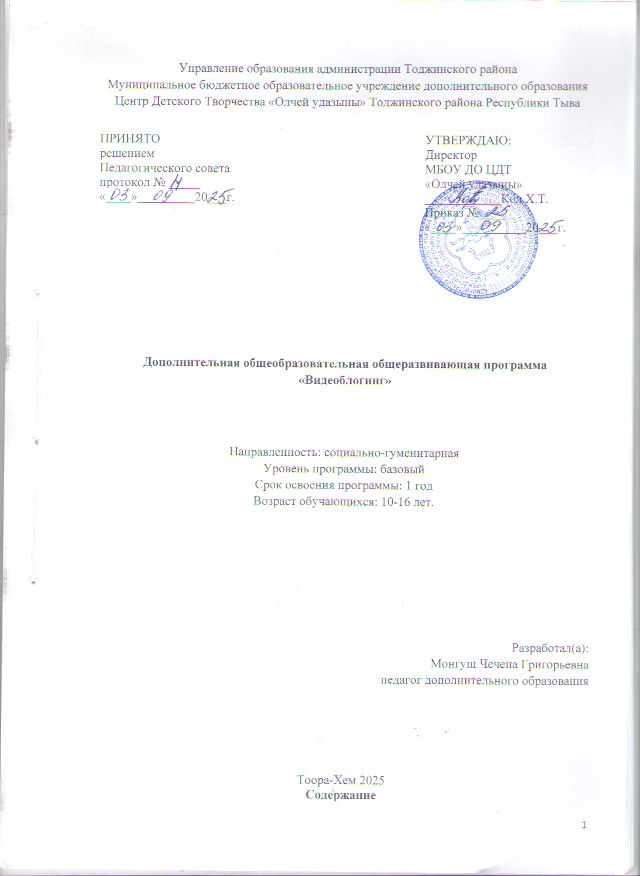 Управление образования администрации Тоджинского района
Муниципальное бюджетное образовательное учреждение дополнительного образования
Центр Детского Творчества «Олчей удазыны» Тоджинского района Республики Тыва
ПРИНЯТО
решением
Педагогического совета
протокол №
« 03 » 09 2025г.
УТВЕРЖДАЮ:
Директор
МБОУ ДО ЦДТ
«Олчей удазыны»
Кол Х.Т.
Приказ № 25
« 03 » 09 2025г.
Дополнительная общеобразовательная общеразвивающая программа
«Видеоблогинг»
Направленность: социально-гуменитарная
Уровень программы: базовый
Срок освоения программы: 1 год
Возраст обучающихся: 10-16 лет.
Разработал(а):
Монгуш Чечена Григорьевна
педагог дополнительного образования
Тоора-Хем 2025
Содержание
1